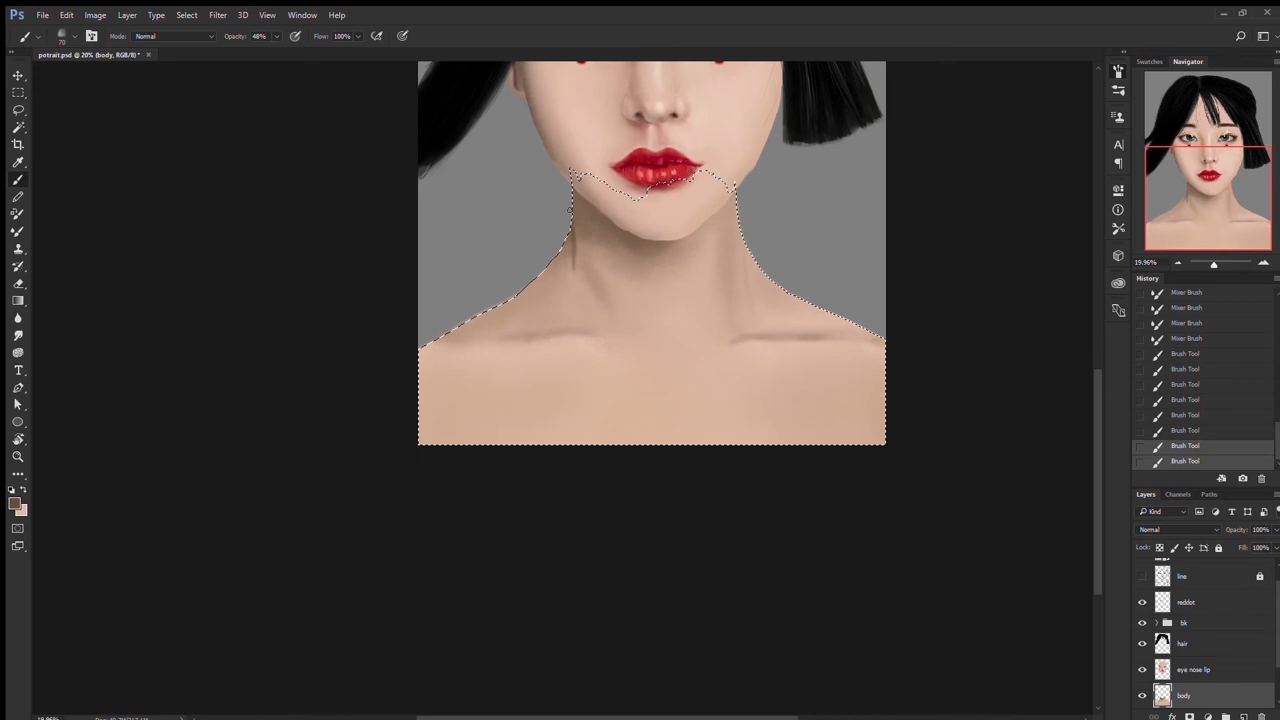 Ps File Edit Image Layer Type Select Filter 3D View Window Help
70 Mode: Normal Opacity: 48% Flow: 100%
potrait.psd @ 20% (body, RGB/8) *
Swatches Navigator
19.96%
History
Mixer Brush
Mixer Brush
Mixer Brush
Mixer Brush
Brush Tool
Brush Tool
Brush Tool
Brush Tool
Brush Tool
Brush Tool
Brush Tool
Brush Tool
Layers Channels Paths
Kind
Normal Opacity: 100%
Lock: Fill: 100%
line
reddot
bk
hair
eye nose lip
body
fx